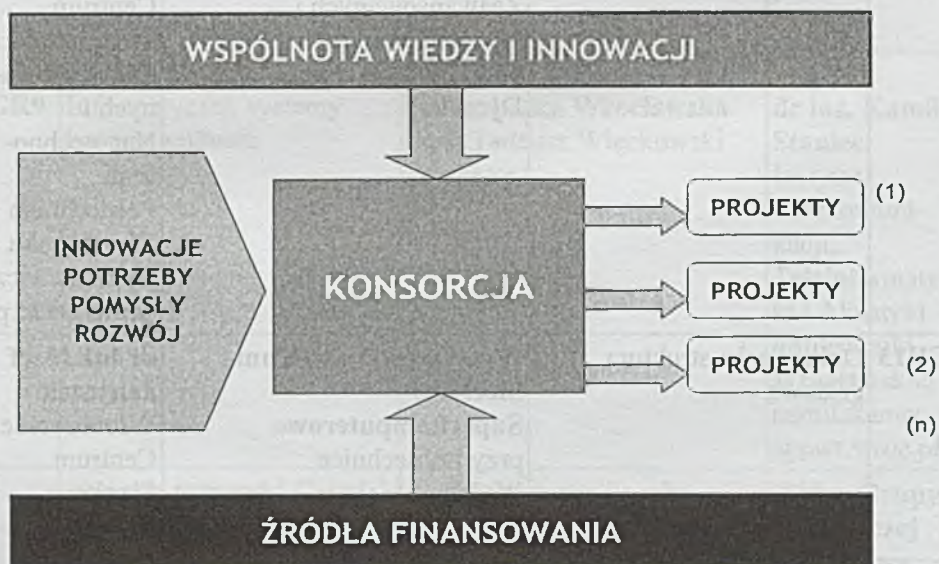 WSPÓLNOTA WIEDZY I INNOWACJI
INNOWACJE
POTRZEBY
POMYSŁY
ROZWÓJ
KONSORCJA
PROJEKTY (1)
PROJEKTY
PROJEKTY (2)
(n)
ŹRÓDŁA FINANSOWANIA